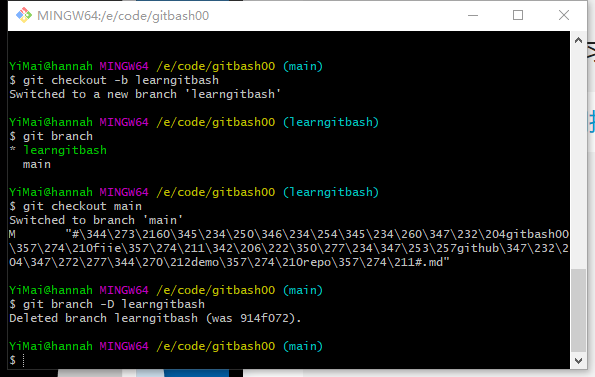 MINGW64:/e/code/gitbash00
YiMai@hannah MINGW64 /e/code/gitbash00 (main)
$ git checkout -b learngitbash
Switched to a new branch 'learngitbash'
YiMai@hannah MINGW64 /e/code/gitbash00 (learngitbash)
$ git branch
* learngitbash
  main
YiMai@hannah MINGW64 /e/code/gitbash00 (learngitbash)
$ git checkout main
Switched to branch 'main'
M       "#\344\273\2160\345\234\250\346\234\254\345\234\260\347\232\204gitbash00
\357\274\210fiie\357\274\211\342\206\222\350\277\234\347\253\257github\347\232\2
04\347\272\277\344\270\212demo\357\274\210repo\357\274\211#.md"
YiMai@hannah MINGW64 /e/code/gitbash00 (main)
$ git branch -D learngitbash
Deleted branch learngitbash (was 914f072).
YiMai@hannah MINGW64 /e/code/gitbash00 (main)
$